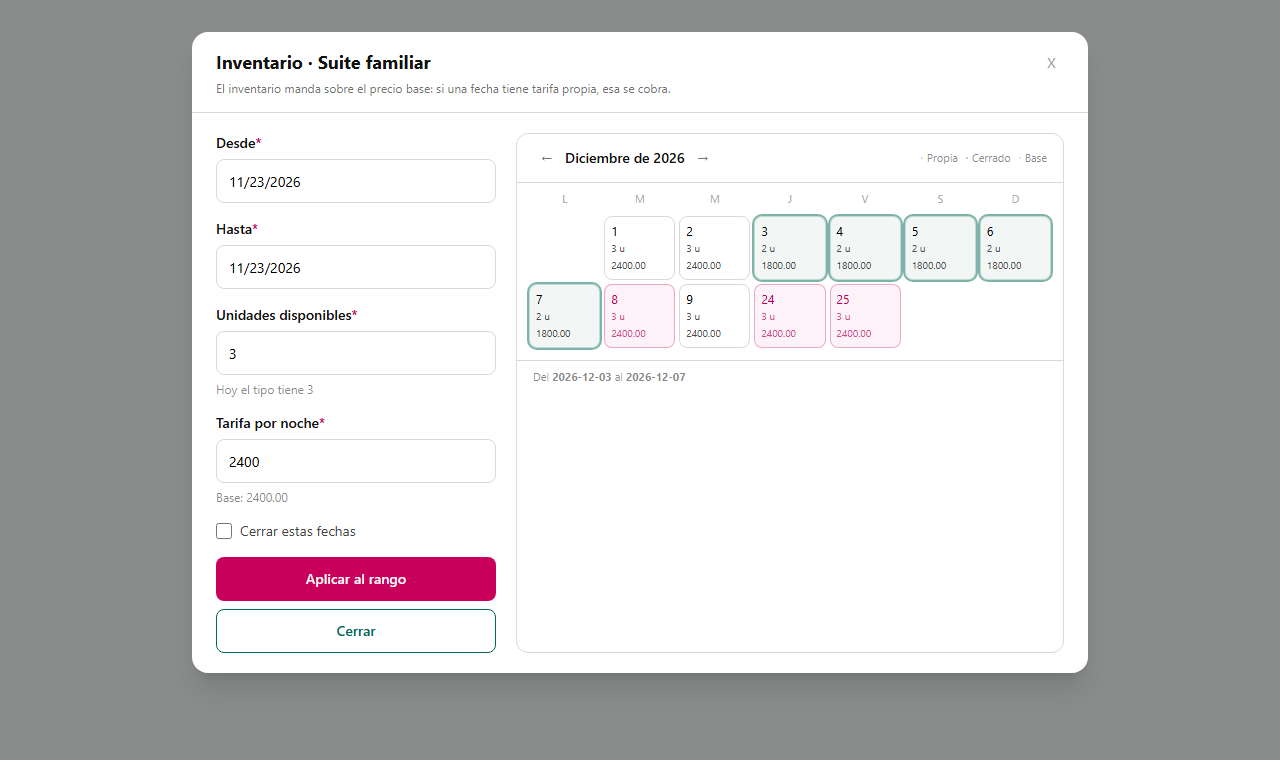 Inventario · Suite familiar
X
El inventario manda sobre el precio base: si una fecha tiene tarifa propia, esa se cobra.
Desde*
11/23/2026
Hasta*
11/23/2026
Unidades disponibles*
3
Hoy el tipo tiene 3
Tarifa por noche*
2400
Base: 2400.00
Cerrar estas fechas
Aplicar al rango
Cerrar
← Diciembre de 2026 →
· Propia · Cerrado · Base
L M M J V S D
1
3 u
2400.00
2
3 u
2400.00
3
2 u
1800.00
4
2 u
1800.00
5
2 u
1800.00
6
2 u
1800.00
7
2 u
1800.00
8
3 u
2400.00
9
3 u
2400.00
24
3 u
2400.00
25
3 u
2400.00
Del 2026-12-03 al 2026-12-07